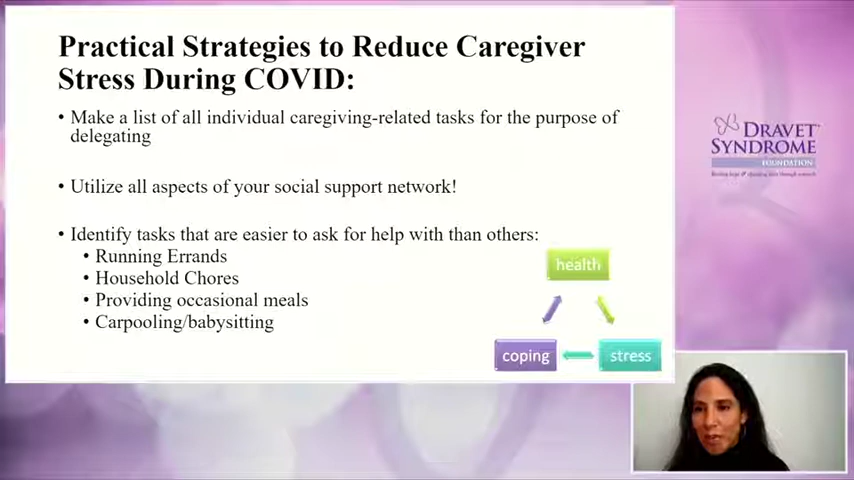 Practical Strategies to Reduce Caregiver
Stress During COVID:
• Make a list of all individual caregiving-related tasks for the purpose of
delegating
• Utilize all aspects of your social support network!
• Identify tasks that are easier to ask for help with than others:
• Running Errands
• Household Chores
• Providing occasional meals
• Carpooling/babysitting
health
coping
stress
DRAVET
SYNDROME
FOUNDATION